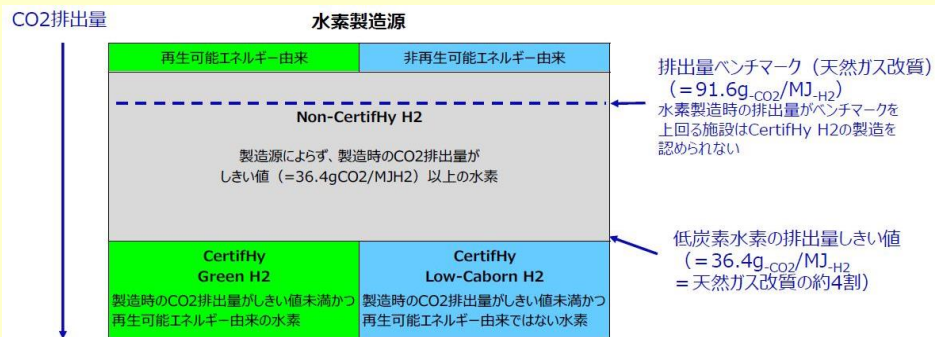 CO2排出量
水素製造源
再生可能エネルギー由来
非再生可能エネルギー由来
Non-CertifHy H2
製造源によらず、製造時のCO2排出量が
しきい値（=36.4gCO2/MJH2）以上の水素
排出量ベンチマーク（天然ガス改質）
（=91.6g-CO2/MJ-H2）
水素製造時の排出量がベンチマークを
上回る施設はCertifHy H2の製造を
認められない
CertifHy
Green H2
製造時のCO2排出量がしきい値未満かつ
再生可能エネルギー由来の水素
CertifHy
Low-Caborn H2
製造時のCO2排出量がしきい値未満かつ
再生可能エネルギー由来ではない水素
低炭素水素の排出量しきい値
（=36.4g-CO2/MJ-H2
=天然ガス改質の約4割）